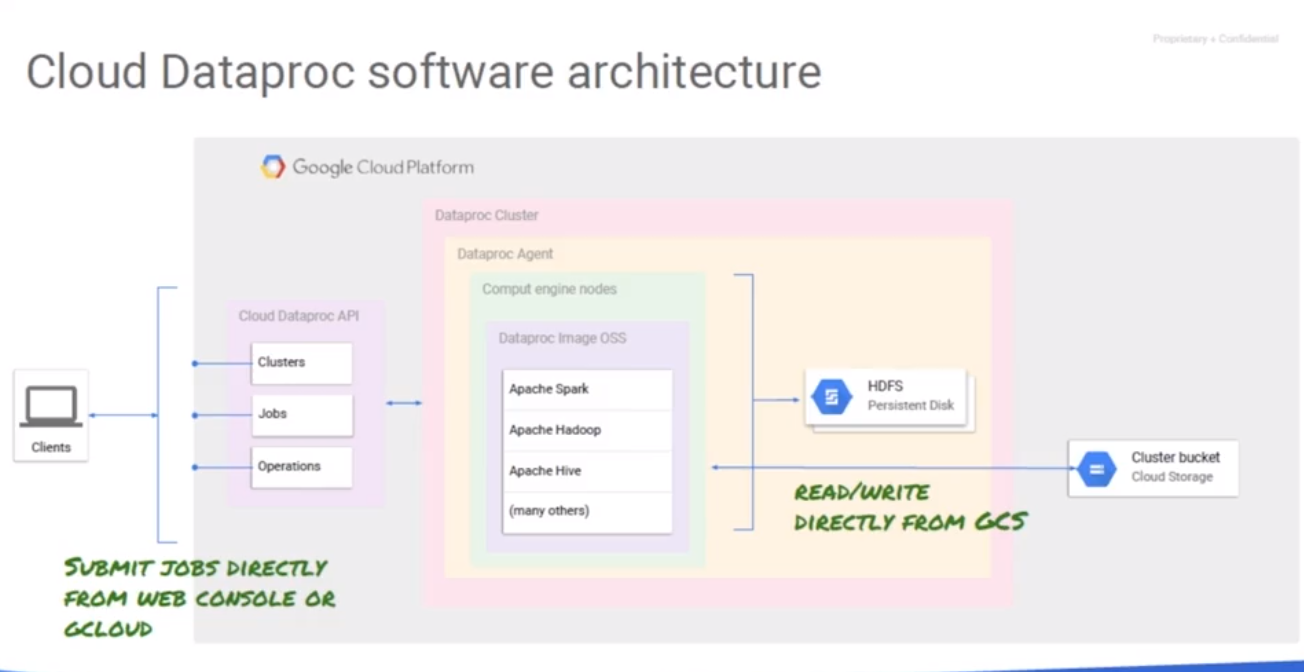 Proprietary + Confidential
Cloud Dataproc software architecture
Google Cloud Platform
Dataproc Cluster
Dataproc Agent
Comput engine nodes
Cloud Dataproc API
Dataproc Image OSS
Clusters
Jobs
Operations
Clients
Apache Spark
Apache Hadoop
Apache Hive
(many others)
HDFS
Persistent Disk
Cluster bucket
Cloud Storage
READ/WRITE
DIRECTLY FROM GCS
SUBMIT JOBS DIRECTLY
FROM WEB CONSOLE OR
GCLOUD